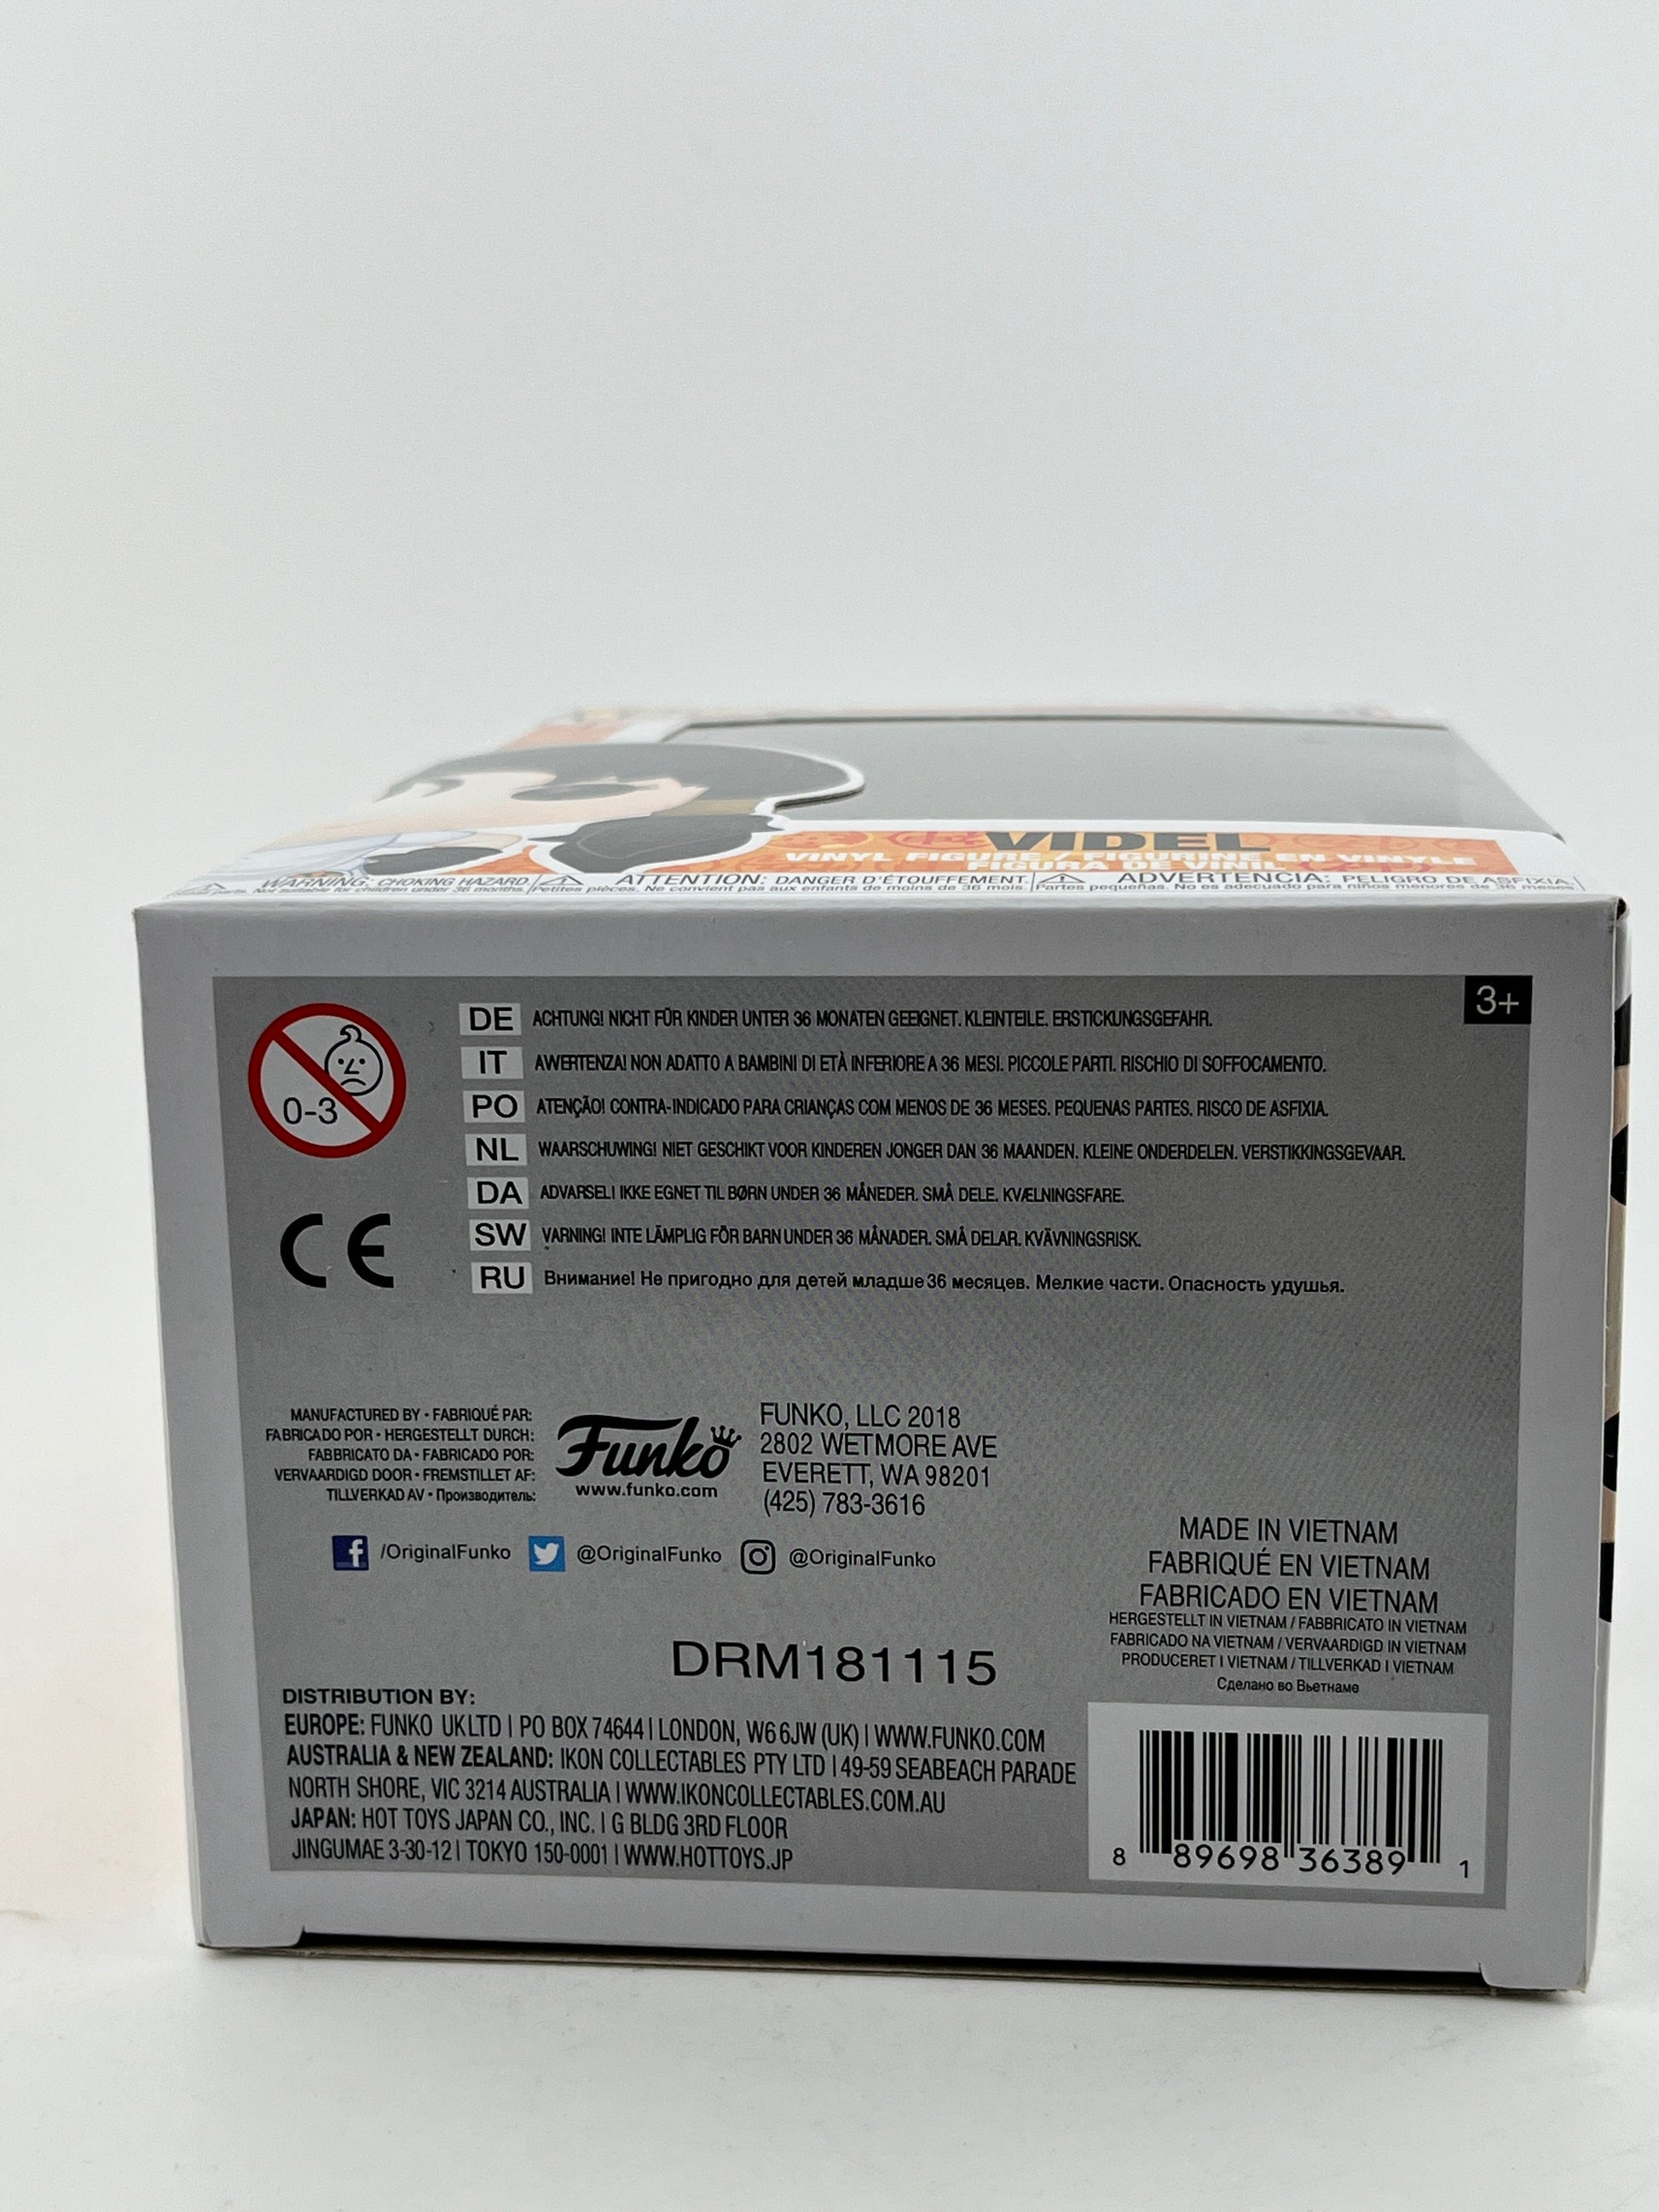 VIDEL
VINYL FIGURE / FIGURINE EN VINYLE
FIGURA DE VINIL
WARNING: CHOKING HAZARD.
Not suitable for children under 36 months.
ATTENTION: DANGER D'ÉTOUFFEMENT.
Petites pièces. Ne convient pas aux enfants de moins de 36 mois.
ADVERTENCIA: PELIGRO DE ASFIXIA.
Partes pequeñas. No es adecuado para niños menores de 36 meses
3+
0-3
DE ACHTUNG! NICHT FÜR KINDER UNTER 36 MONATEN GEEIGNET. KLEINTEILE. ERSTICKUNGSGEFAHR.
IT AWERTENZA! NON ADATTO A BAMBINI DI ETÀ INFERIORE A 36 MESI. PICCOLE PARTI. RISCHIO DI SOFFOCAMENTO.
PO ATENÇÃO! CONTRA-INDICADO PARA CRIANÇAS COM MENOS DE 36 MESES. PEQUENAS PARTES. RISCO DE ASFIXIA.
NL WAARSCHUWING! NIET GESCHIKT VOOR KINDEREN JONGER DAN 36 MAANDEN. KLEINE ONDERDELEN. VERSTIKKINGSGEVAAR.
DA ADVARSEL! IKKE EGNET TIL BØRN UNDER 36 MÅNEDER. SMÅ DELE. KVÆLNINGSFARE.
SW VARNING! INTE LÄMPLIG FÖR BARN UNDER 36 MÅNADER. SMÅ DELAR. KVÄVNINGSRISK.
RU Внимание! Не пригодно для детей младше 36 месяцев. Мелкие части. Опасность удушья.
CE
MANUFACTURED BY • FABRIQUÉ PAR:
FABRICADO POR • HERGESTELLT DURCH:
FABBRICATO DA • FABRICADO POR:
VERVAARDIGD DOOR • FREMSTILLET AF:
TILLVERKAD AV • Производитель:
Funko
www.funko.com
FUNKO, LLC 2018
2802 WETMORE AVE
EVERETT, WA 98201
(425) 783-3616
/OriginalFunko @OriginalFunko @OriginalFunko
MADE IN VIETNAM
FABRIQUÉ EN VIETNAM
FABRICADO EN VIETNAM
HERGESTELLT IN VIETNAM / FABBRICATO IN VIETNAM
FABRICADO NA VIETNAM / VERVAARDIGD IN VIETNAM
PRODUCERET I VIETNAM / TILLVERKAD I VIETNAM
Сделано во Вьетнаме
DRM181115
DISTRIBUTION BY:
EUROPE: FUNKO UK LTD | PO BOX 74644 | LONDON, W6 6JW (UK) | WWW.FUNKO.COM
AUSTRALIA & NEW ZEALAND: IKON COLLECTABLES PTY LTD | 49-59 SEABEACH PARADE
NORTH SHORE, VIC 3214 AUSTRALIA | WWW.IKONCOLLECTABLES.COM.AU
JAPAN: HOT TOYS JAPAN CO., INC. | G BLDG 3RD FLOOR
JINGUMAE 3-30-12 | TOKYO 150-0001 | WWW.HOTTOYS.JP
8 89698 36389 1